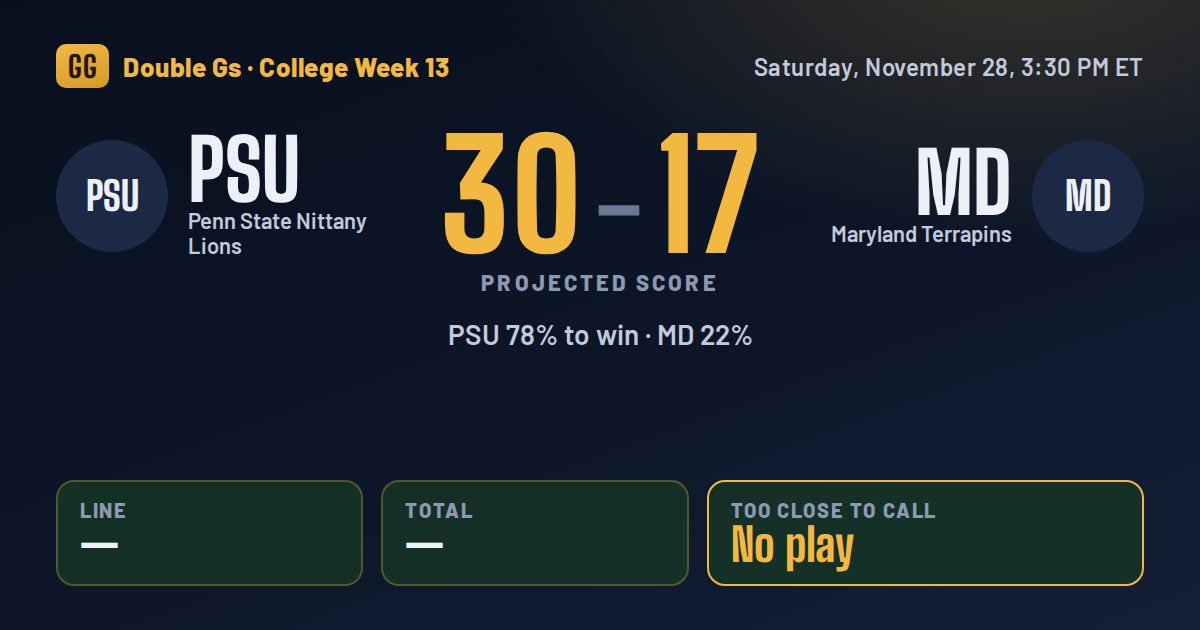 GG
Double Gs · College Week 13
Saturday, November 28, 3:30 PM ET
PSU
PSU
Penn State Nittany
Lions
30 – 17
PROJECTED SCORE
PSU 78% to win · MD 22%
MD
Maryland Terrapins
MD
LINE
—
TOTAL
—
TOO CLOSE TO CALL
No play